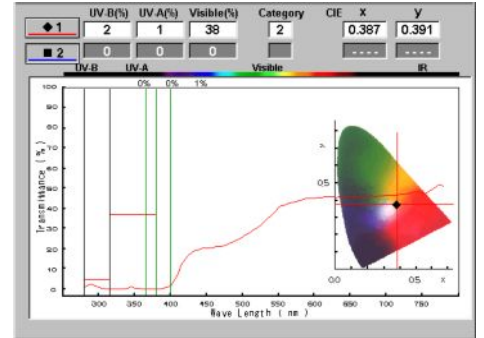 UV-B(%) UV-A(%) Visible(%) Category CIE X y
◆ 1 2 1 38 2 0.387 0.391
■ 2 0 0 0 ---- ----
UV-B UV-A Visible IR
0% 0% 1%
100
90
80
70
60
50
40
30
20
10
0
Transmittance ( % )
300 350 400 450 500 550 600 650 700 750
Wave Length ( nm )
y
0.5
0.0 0.5 x